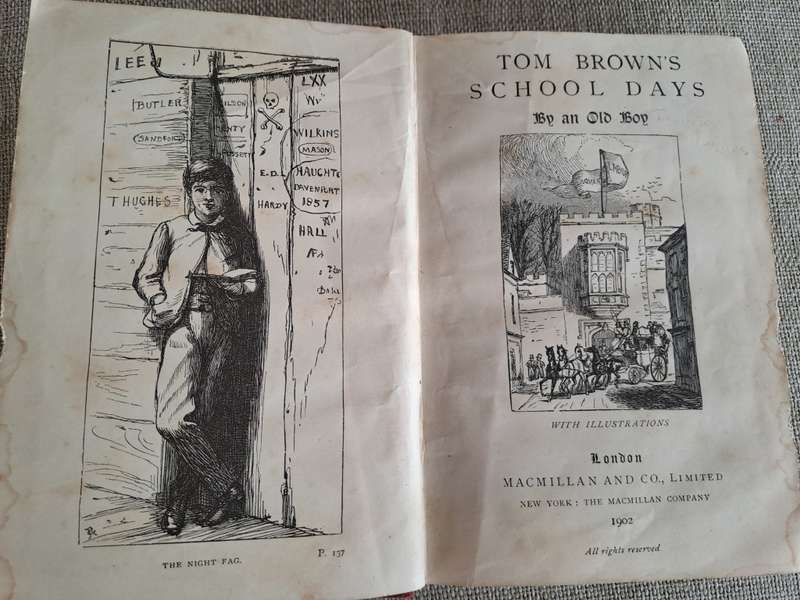 LEE
BUTLER
SANDFORD
T HUGHES
E.D.
HARDY
LXX
WILKINS
MASON
HAUGHTO
DAVENPORT
1857
HALL
THE NIGHT FAG.
P. 137
TOM BROWN'S
SCHOOL DAYS
By an Old Boy
WITH ILLUSTRATIONS
London
MACMILLAN AND CO., LIMITED
NEW YORK: THE MACMILLAN COMPANY
1902
All rights reserved